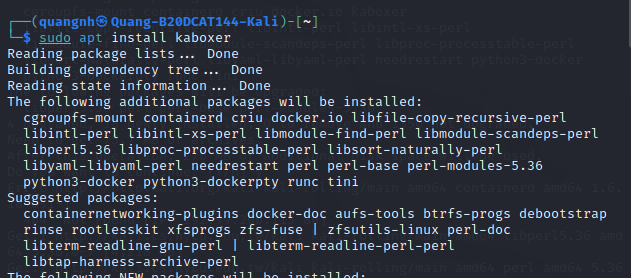 ┌──(quangnh㉿Quang-B20DCAT144-Kali)-[~]
└─$ sudo apt install kaboxer
Reading package lists... Done
Building dependency tree... Done
Reading state information... Done
The following additional packages will be installed:
cgroupfs-mount containerd criu docker.io libfile-copy-recursive-perl
libintl-perl libintl-xs-perl libmodule-find-perl libmodule-scandeps-perl
libperl5.36 libproc-processtable-perl libsort-naturally-perl
libyaml-libyaml-perl needrestart perl perl-base perl-modules-5.36
python3-docker python3-dockerpty runc tini
Suggested packages:
containernetworking-plugins docker-doc aufs-tools btrfs-progs debootstrap
rinse rootlesskit xfsprogs zfs-fuse | zfsutils-linux perl-doc
libterm-readline-gnu-perl | libterm-readline-perl-perl
libtap-harness-archive-perl
The following NEW packages will be installed: